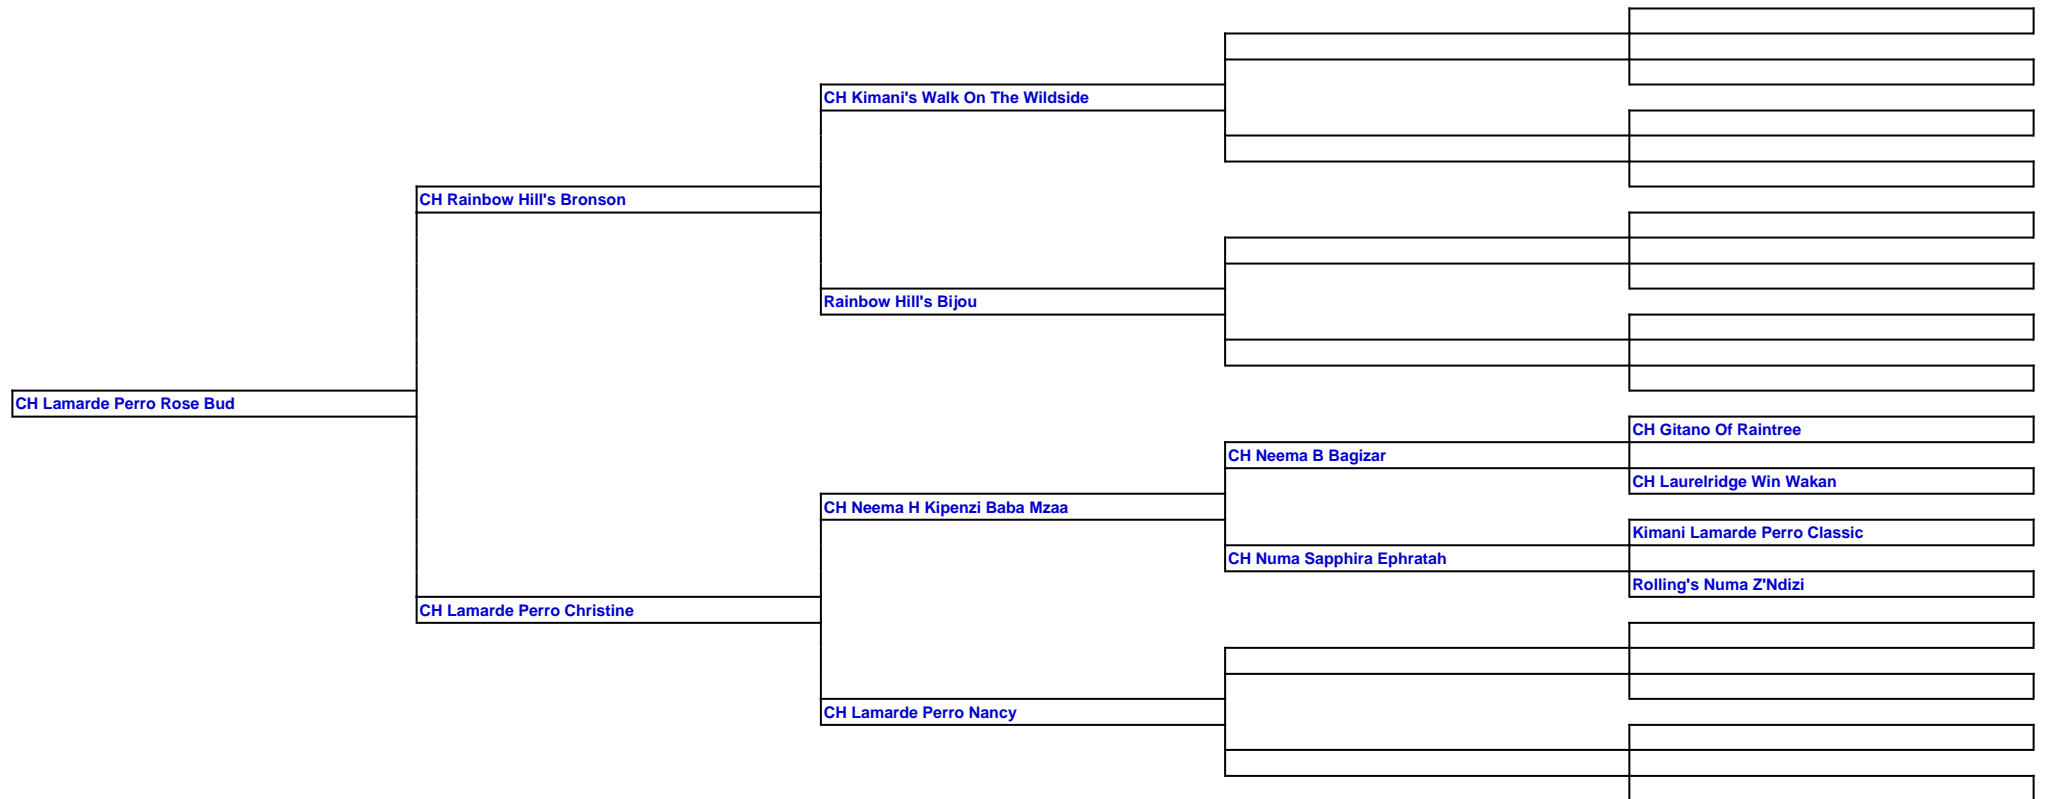 CH Kimani's Walk On The Wildside
CH Rainbow Hill's Bronson
Rainbow Hill's Bijou
CH Lamarde Perro Rose Bud
CH Gitano Of Raintree
CH Neema B Bagizar
CH Laurelridge Win Wakan
CH Neema H Kipenzi Baba Mzaa
Kimani Lamarde Perro Classic
CH Numa Sapphira Ephratah
Rolling's Numa Z'Ndizi
CH Lamarde Perro Christine
CH Lamarde Perro Nancy